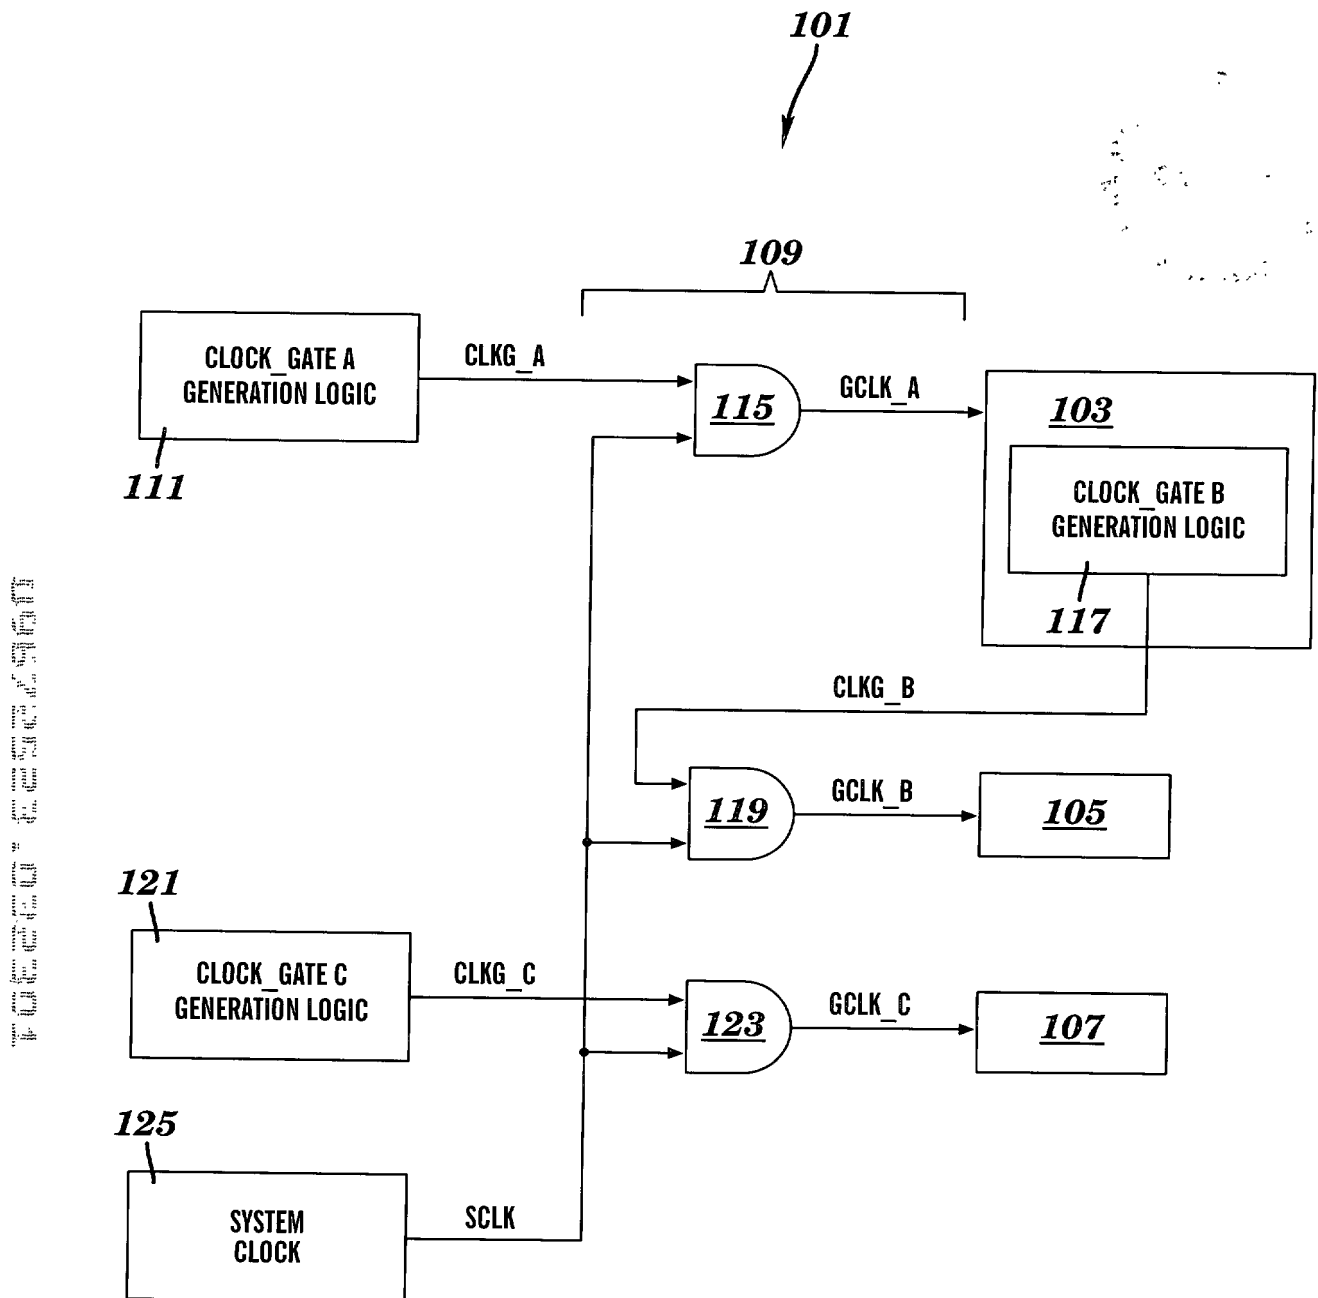 101
109
CLOCK_GATE A
GENERATION LOGIC
CLKG_A
115
GCLK_A
103
111
CLOCK_GATE B
GENERATION LOGIC
117
CLKG_B
119
GCLK_B
105
121
CLOCK_GATE C
GENERATION LOGIC
CLKG_C
123
GCLK_C
107
125
SYSTEM
CLOCK
SCLK